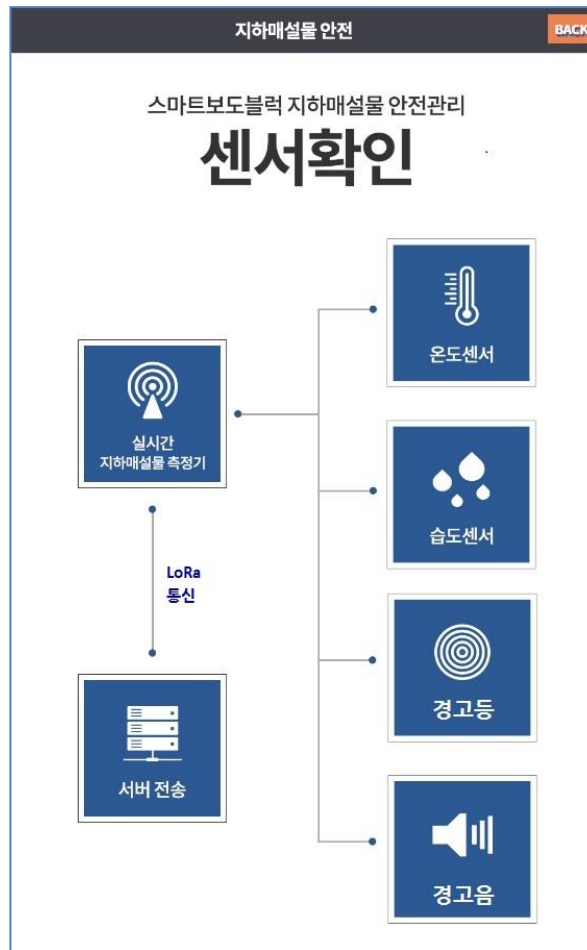 지하매설물 안전
BACK
스마트보도블럭 지하매설물 안전관리
센서확인
온도센서
실시간
지하매설물 측정기
습도센서
LoRa
통신
경고등
서버 전송
경고음